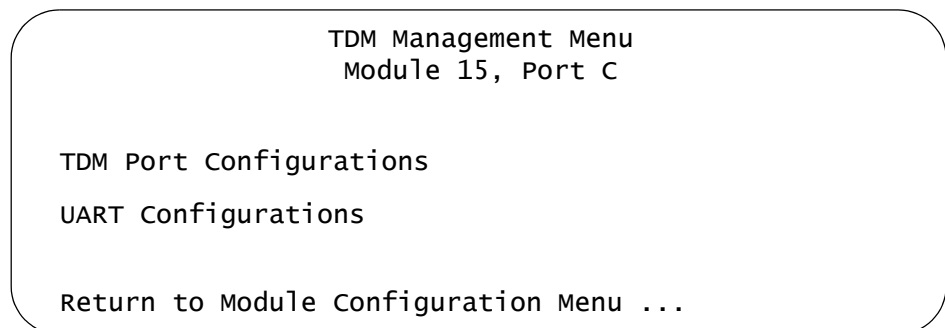 TDM Management Menu
Module 15, Port C
TDM Port Configurations
UART Configurations
Return to Module Configuration Menu ...